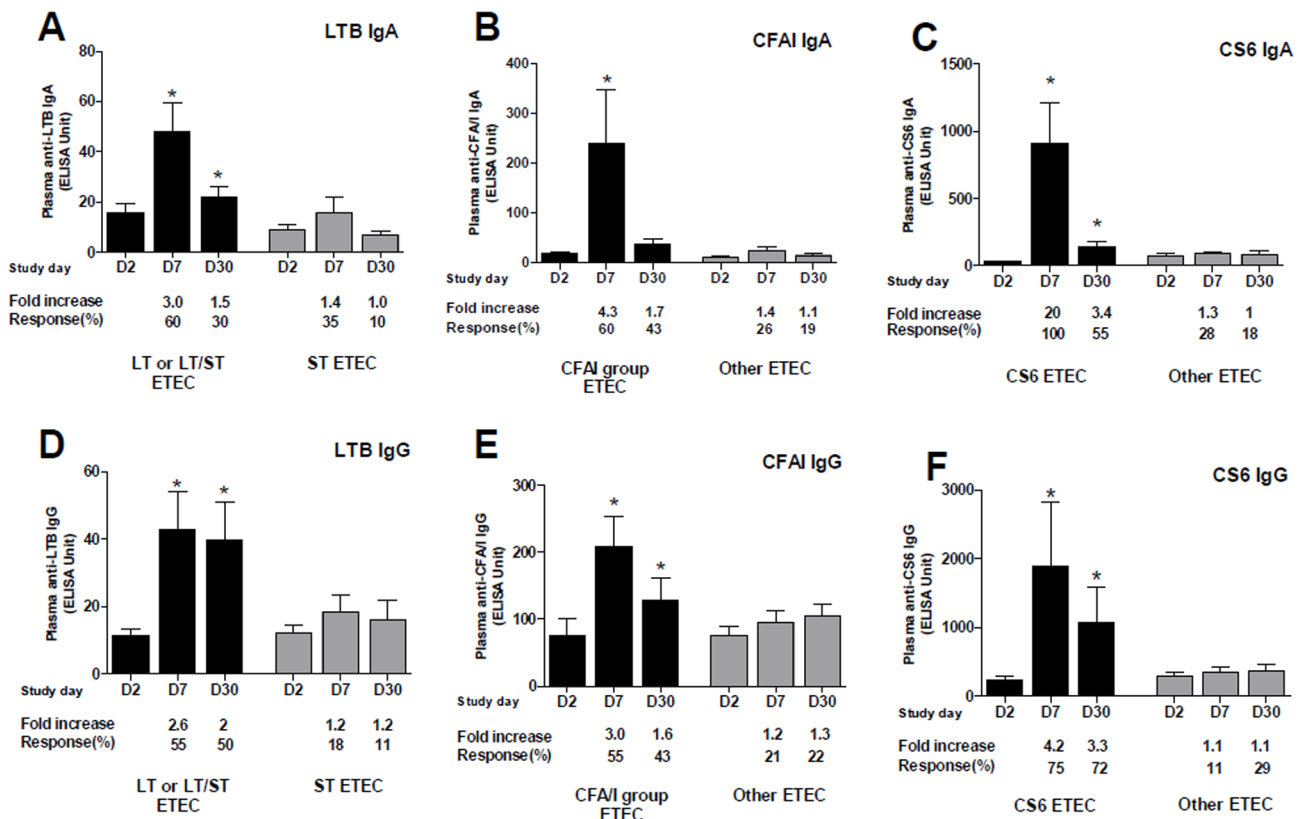 A
LTB IgA
Plasma anti-LTB IgA
(ELISA Unit)
80
60
40
20
0
*
*
Study day D2 D7 D30 D2 D7 D30
Fold increase 3.0 1.5 1.4 1.0
Response(%) 60 30 35 10
LT or LT/ST
ETEC
ST ETEC
B
CFAI IgA
Plasma anti-CFA/I IgA
(ELISA Unit)
400
300
200
100
0
*
Study day D2 D7 D30 D2 D7 D30
Fold increase 4.3 1.7 1.4 1.1
Response(%) 60 43 26 19
CFAI group
ETEC
Other ETEC
C
CS6 IgA
Plasma anti-CS6 IgA
(ELISA Unit)
1500
1000
500
0
*
*
Study day D2 D7 D30 D2 D7 D30
Fold increase 20 3.4 1.3 1
Response(%) 100 55 28 18
CS6 ETEC Other ETEC
D
LTB IgG
Plasma anti-LTB IgG
(ELISA Unit)
60
40
20
0
*
*
Study day D2 D7 D30 D2 D7 D30
Fold increase 2.6 2 1.2 1.2
Response(%) 55 50 18 11
LT or LT/ST
ETEC
ST ETEC
E
CFAI IgG
Plasma anti-CFA/I IgG
(ELISA Unit)
300
200
100
0
*
*
Study day D2 D7 D30 D2 D7 D30
Fold increase 3.0 1.6 1.2 1.3
Response(%) 55 43 21 22
CFA/I group
ETEC
Other ETEC
F
CS6 IgG
Plasma anti-CS6 IgG
(ELISA Unit)
3000
2000
1000
0
*
*
Study day D2 D7 D30 D2 D7 D30
Fold increase 4.2 3.3 1.1 1.1
Response(%) 75 72 11 29
CS6 ETEC Other ETEC